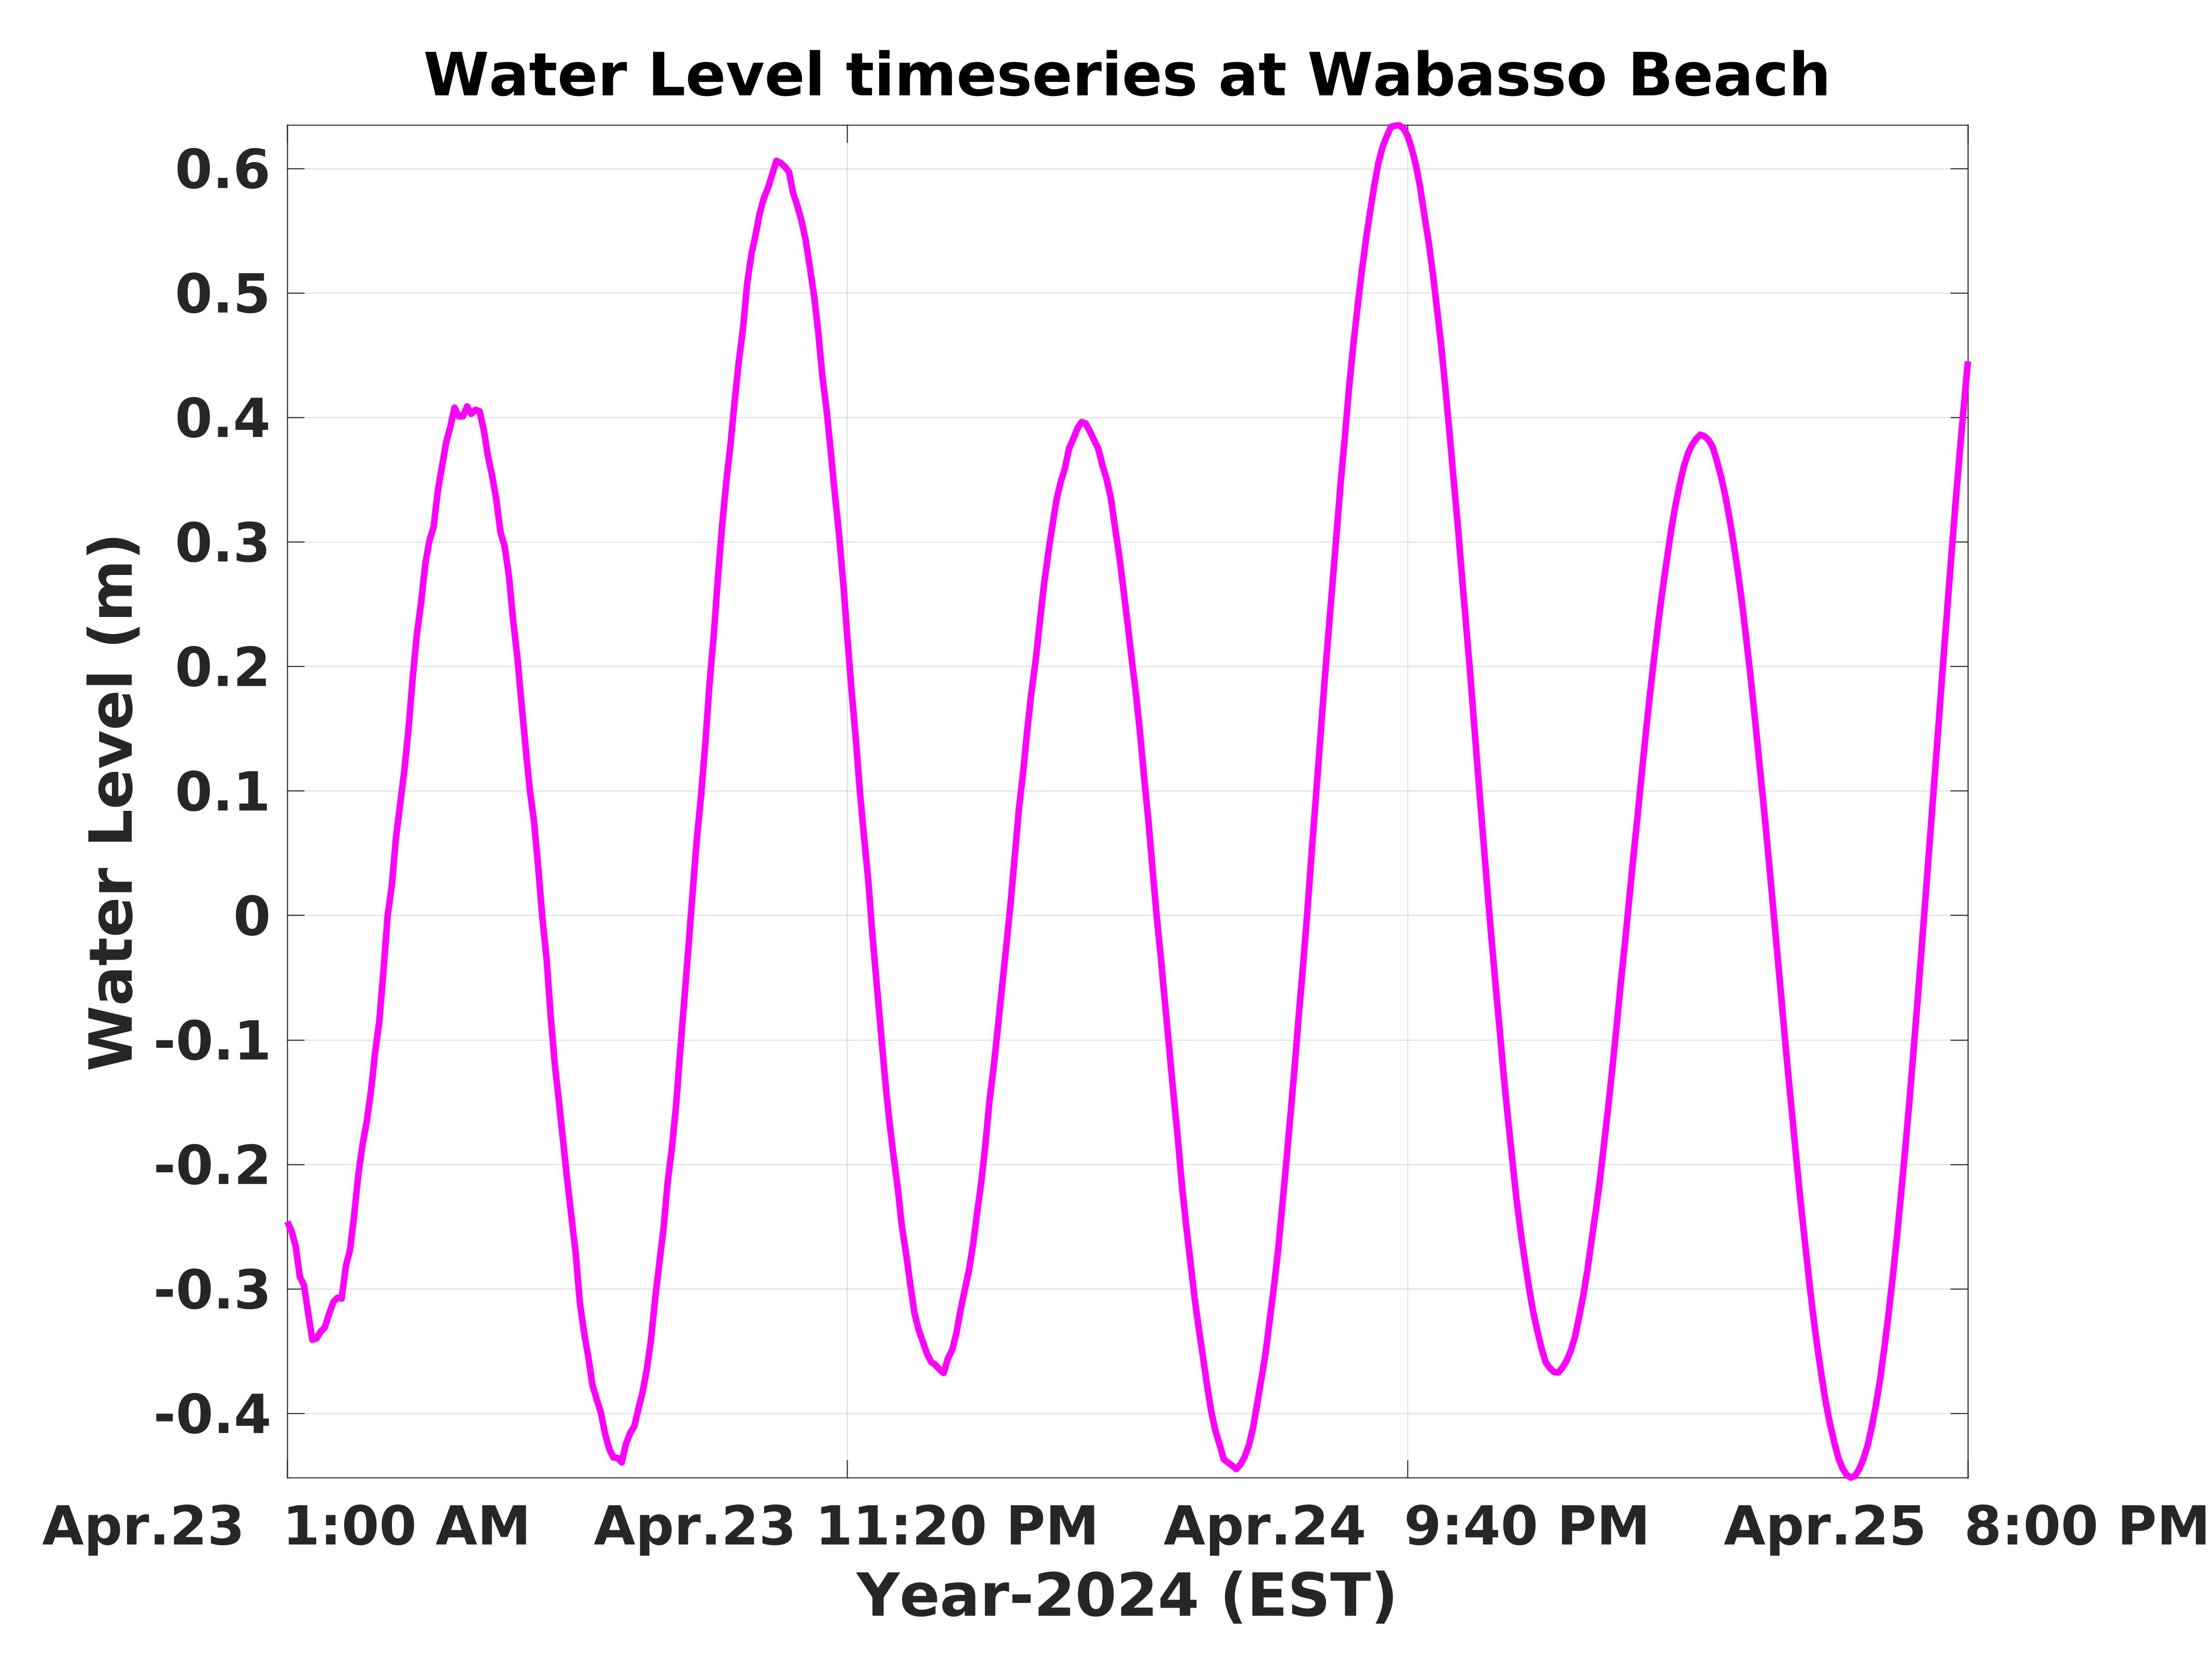 Water Level timeseries at Wabasso Beach
Water Level (m)
0.6
0.5
0.4
0.3
0.2
0.1
0
-0.1
-0.2
-0.3
-0.4
Apr.23 1:00 AM Apr.23 11:20 PM Apr.24 9:40 PM Apr.25 8:00 PM
Year-2024 (EST)